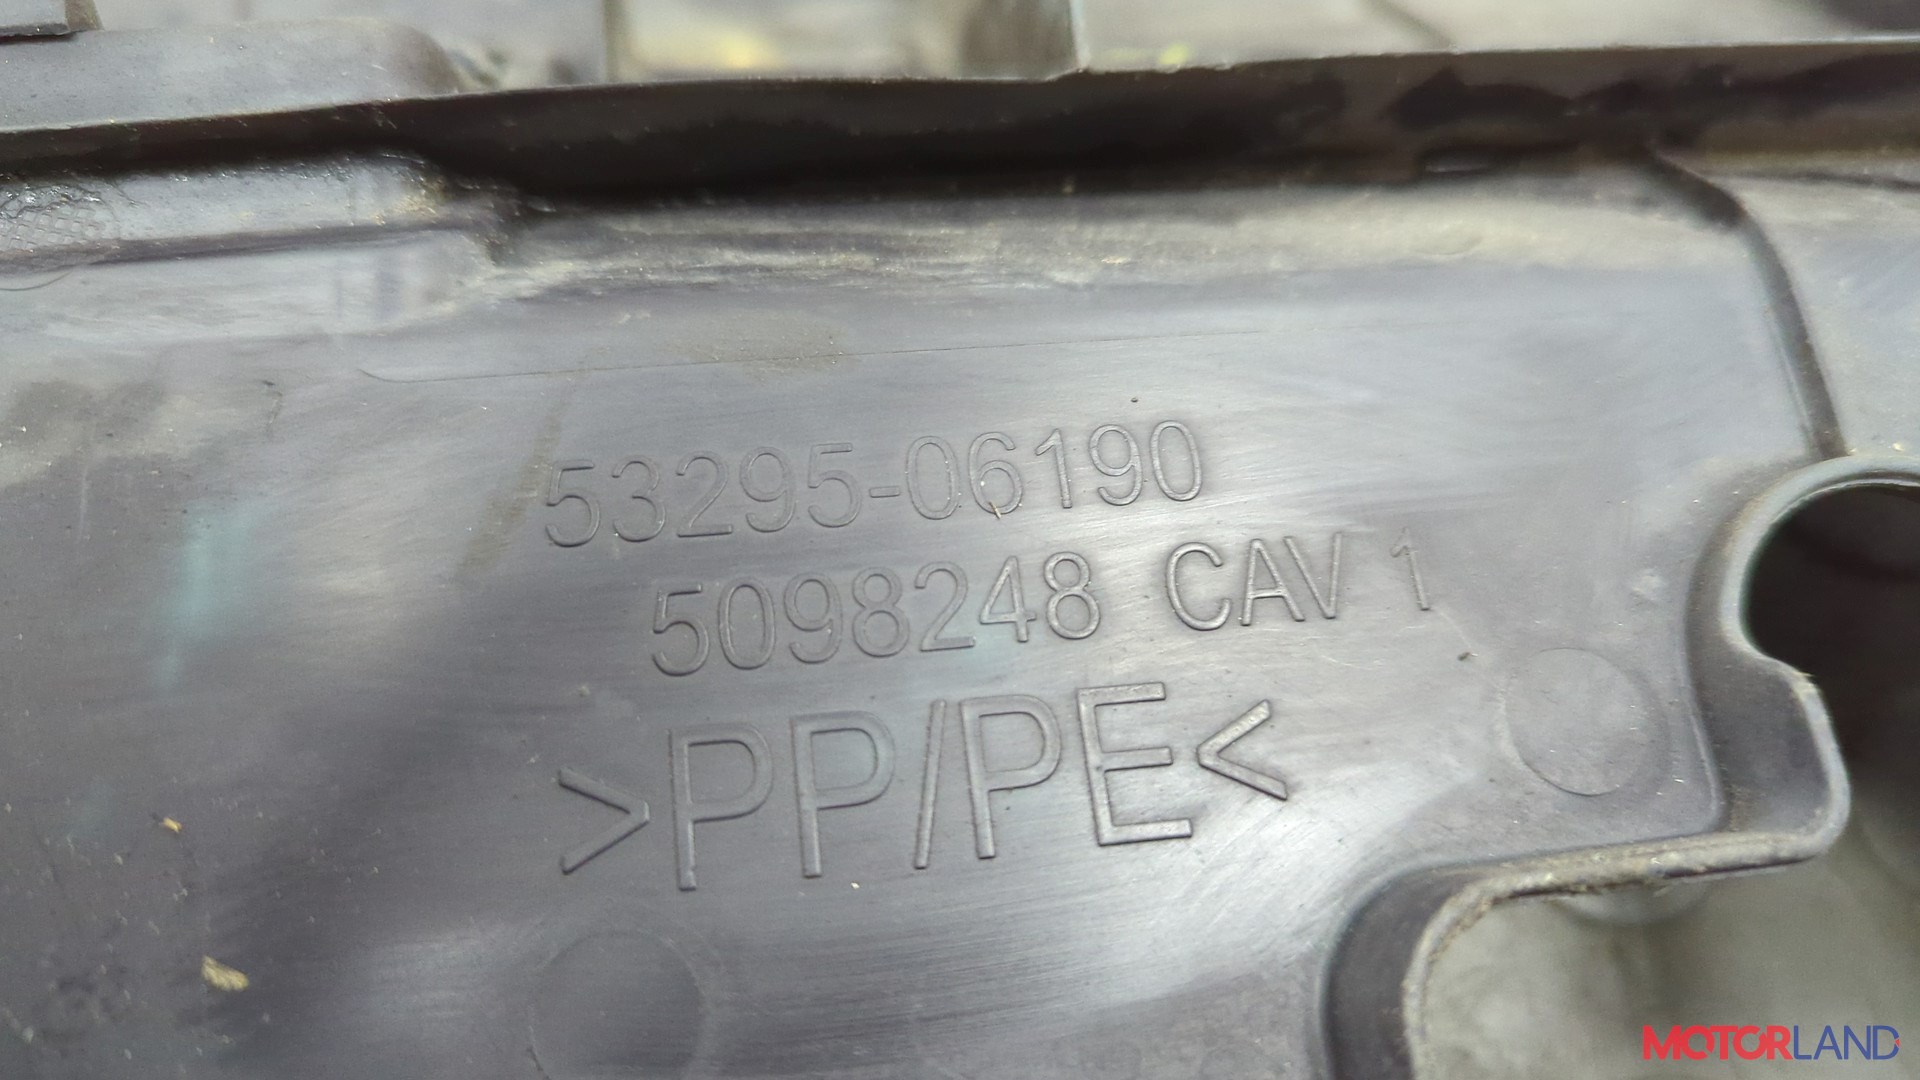 53295-06190
5098248 CAV 1
>PP/PE<
MOTORLAND